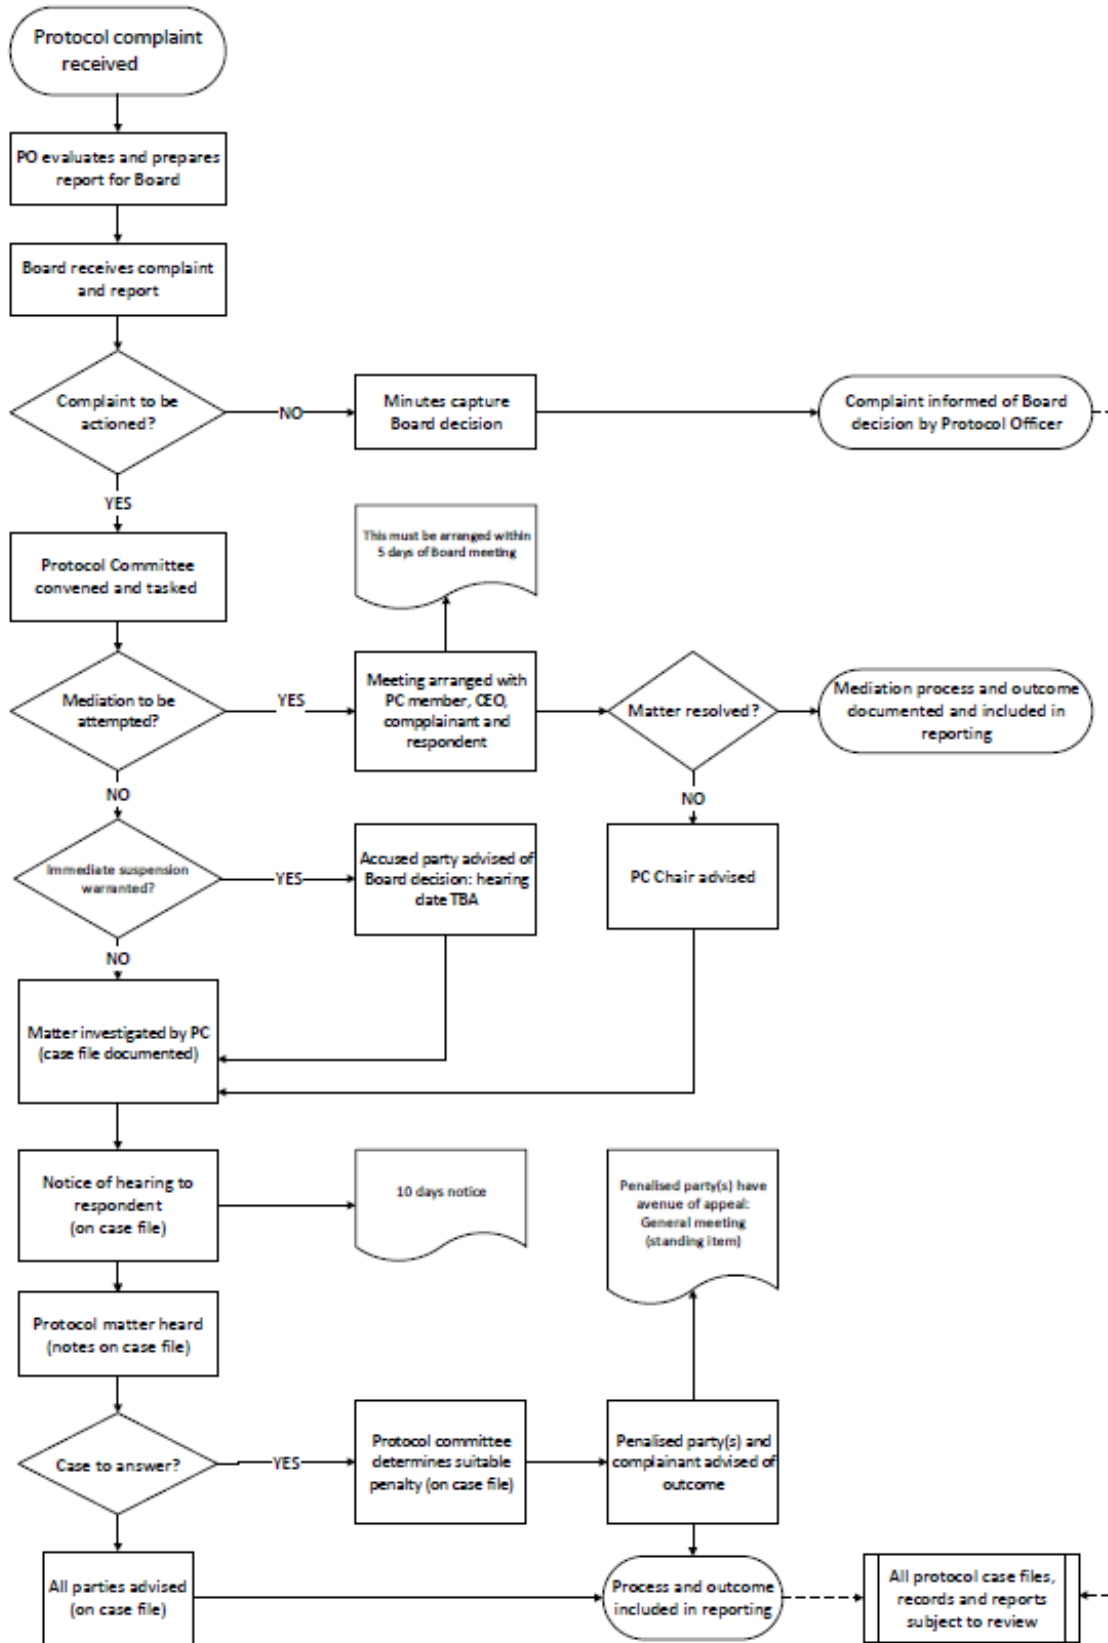 Protocol complaint
received
PO evaluates and prepares
report for Board
Board receives complaint
and report
Complaint to be
actioned?
NO
Minutes capture
Board decision
Complaint informed of Board
decision by Protocol Officer
YES
This must be arranged within
5 days of Board meeting
Protocol Committee
convened and tasked
Mediation to be
attempted?
YES
Meeting arranged with
PC member, CEO,
compplainant and
respondent
Matter resolved?
Mediation process and outcome
documented and included in
reporting
NO
NO
Immediate suspension
warranted?
YES
Accused party advised of
Board decision: hearing
date TBA
PC Chair advised
NO
Matter investigated by PC
(case file documented)
Notice of hearing to
respondent
(on case file)
10 days notice
Penalised party(s) have
avenue of appeal:
General meeting
(standing item)
Protocol matter heard
(notes on case file)
Case to answer?
YES
Protocol committee
determines suitable
penalty (on case file)
Penalised party(s) and
complainant advised of
outcome
All parties advised
(on case file)
Process and outcome
included in reporting
All protocol case files,
records and reports
subject to review